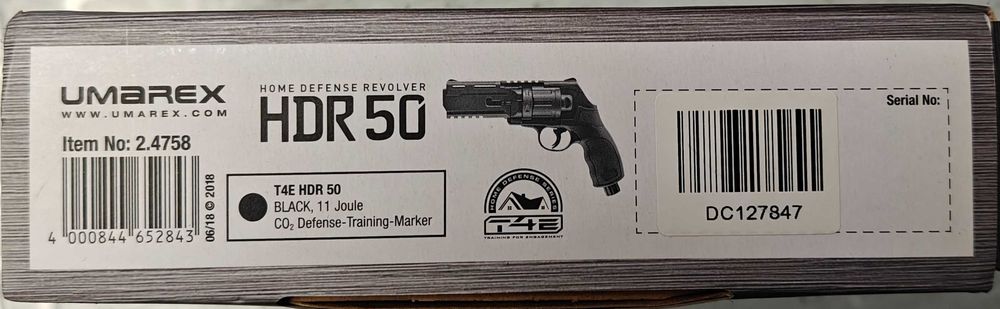 UMAREX
WWW.UMAREX.COM
Item No: 2.4758
4 000844 652843
06/18 © 2018
HOME DEFENSE REVOLVER
HDR 50
T4E HDR 50
BLACK, 11 Joule
CO₂ Defense-Training-Marker
HOME DEFENSE SERIES
T4E
TRAINING FOR ENGAGEMENT
Serial No:
DC127847